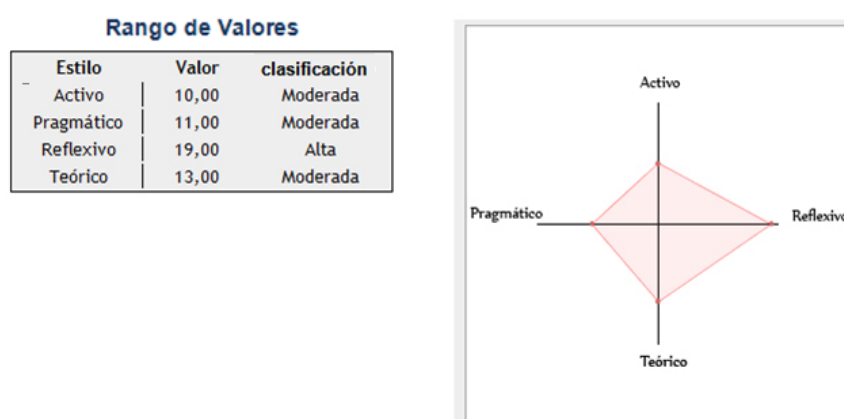 Rango de Valores
Estilo Valor clasificación
Activo 10,00 Moderada
Pragmático 11,00 Moderada
Reflexivo 19,00 Alta
Teórico 13,00 Moderada
Activo
Pragmático
Reflexivo
Teórico